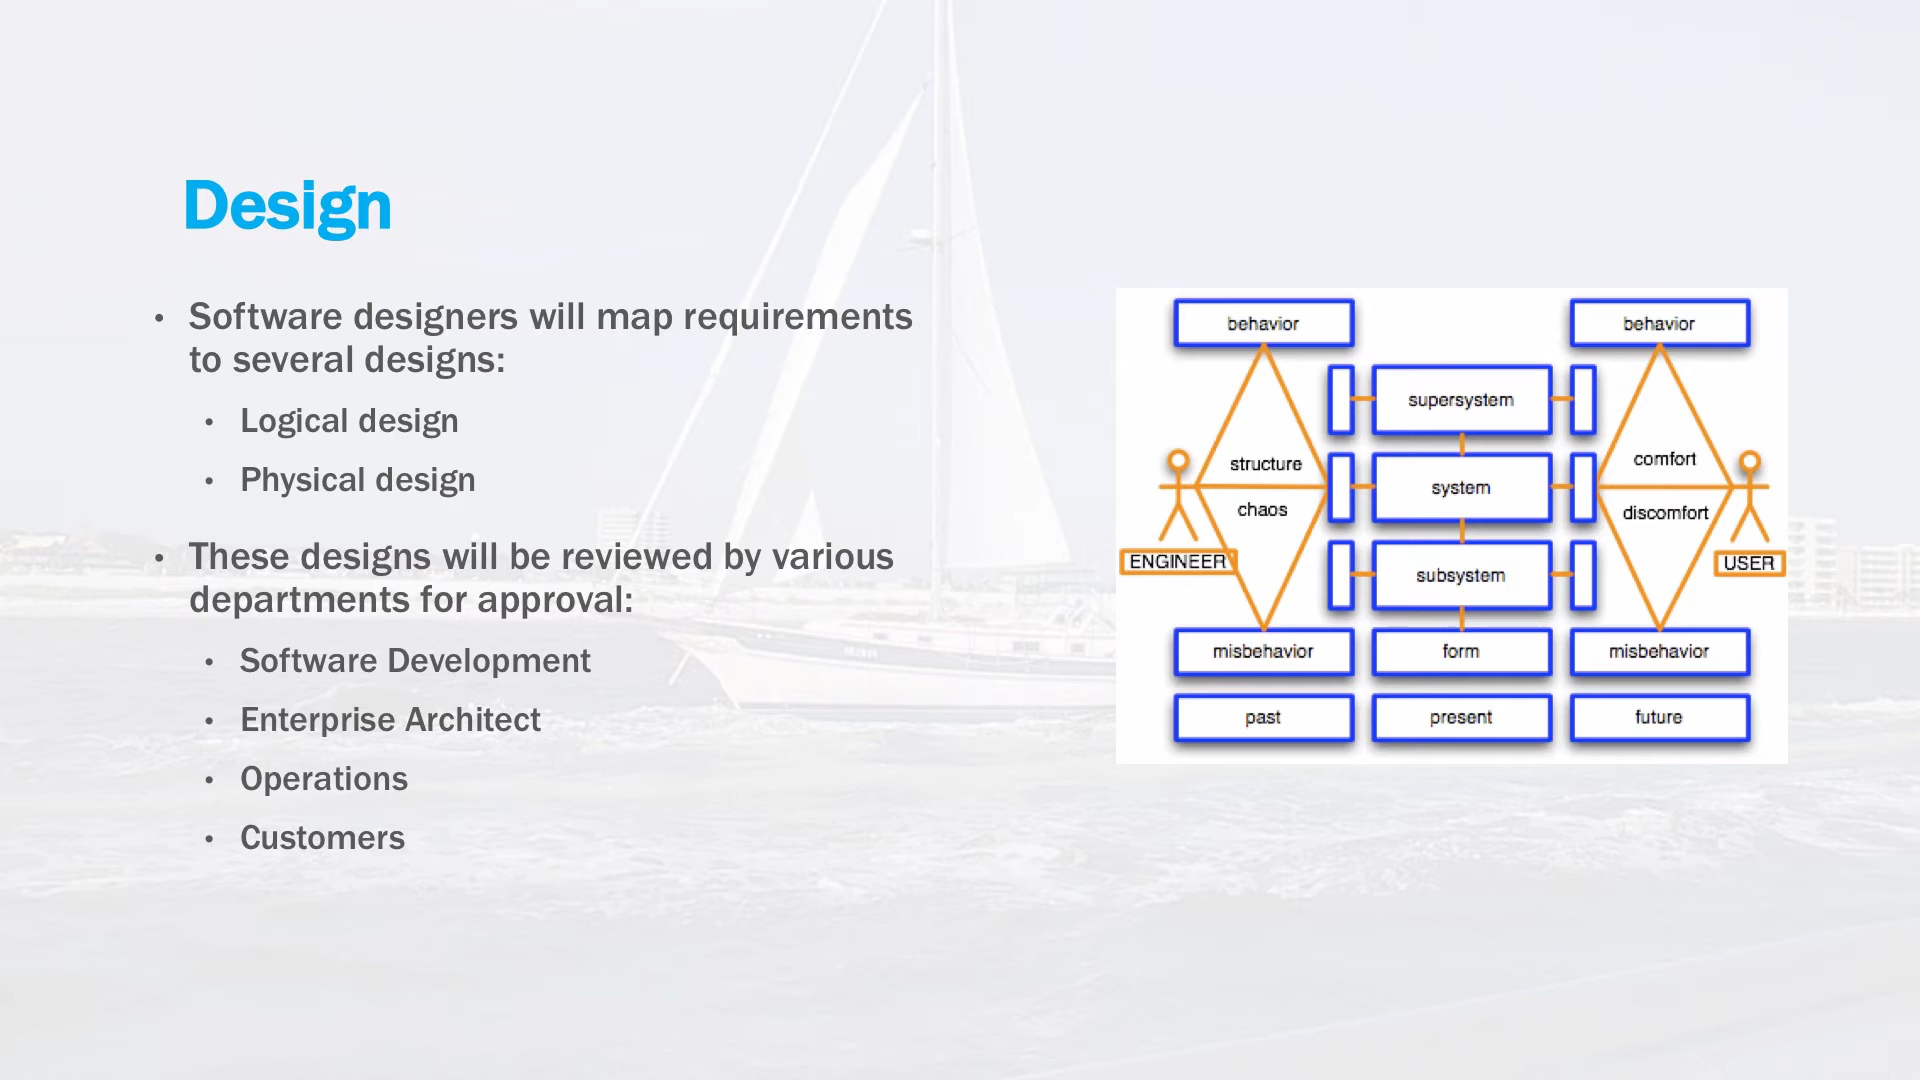 Design
• Software designers will map requirements
to several designs:
• Logical design
• Physical design
• These designs will be reviewed by various
departments for approval:
• Software Development
• Enterprise Architect
• Operations
• Customers
behavior
behavior
supersystem
structure
comfort
system
chaos
discomfort
ENGINEER
USER
subsystem
misbehavior
form
misbehavior
past
present
future